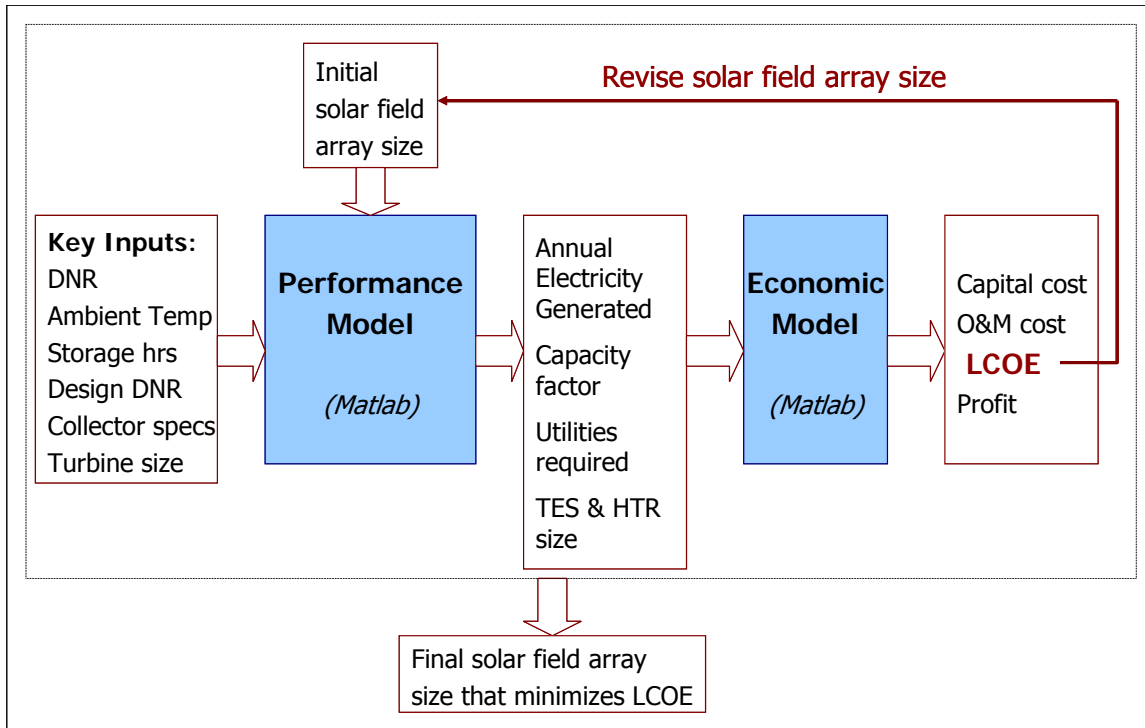 Initial
solar field
array size
Revise solar field array size
Key Inputs:
DNR
Ambient Temp
Storage hrs
Design DNR
Collector specs
Turbine size
Performance
Model
(Matlab)
Annual
Electricity
Generated
Capacity
factor
Utilities
required
TES & HTR
size
Economic
Model
(Matlab)
Capital cost
O&M cost
LCOE
Profit
Final solar field array
size that minimizes LCOE